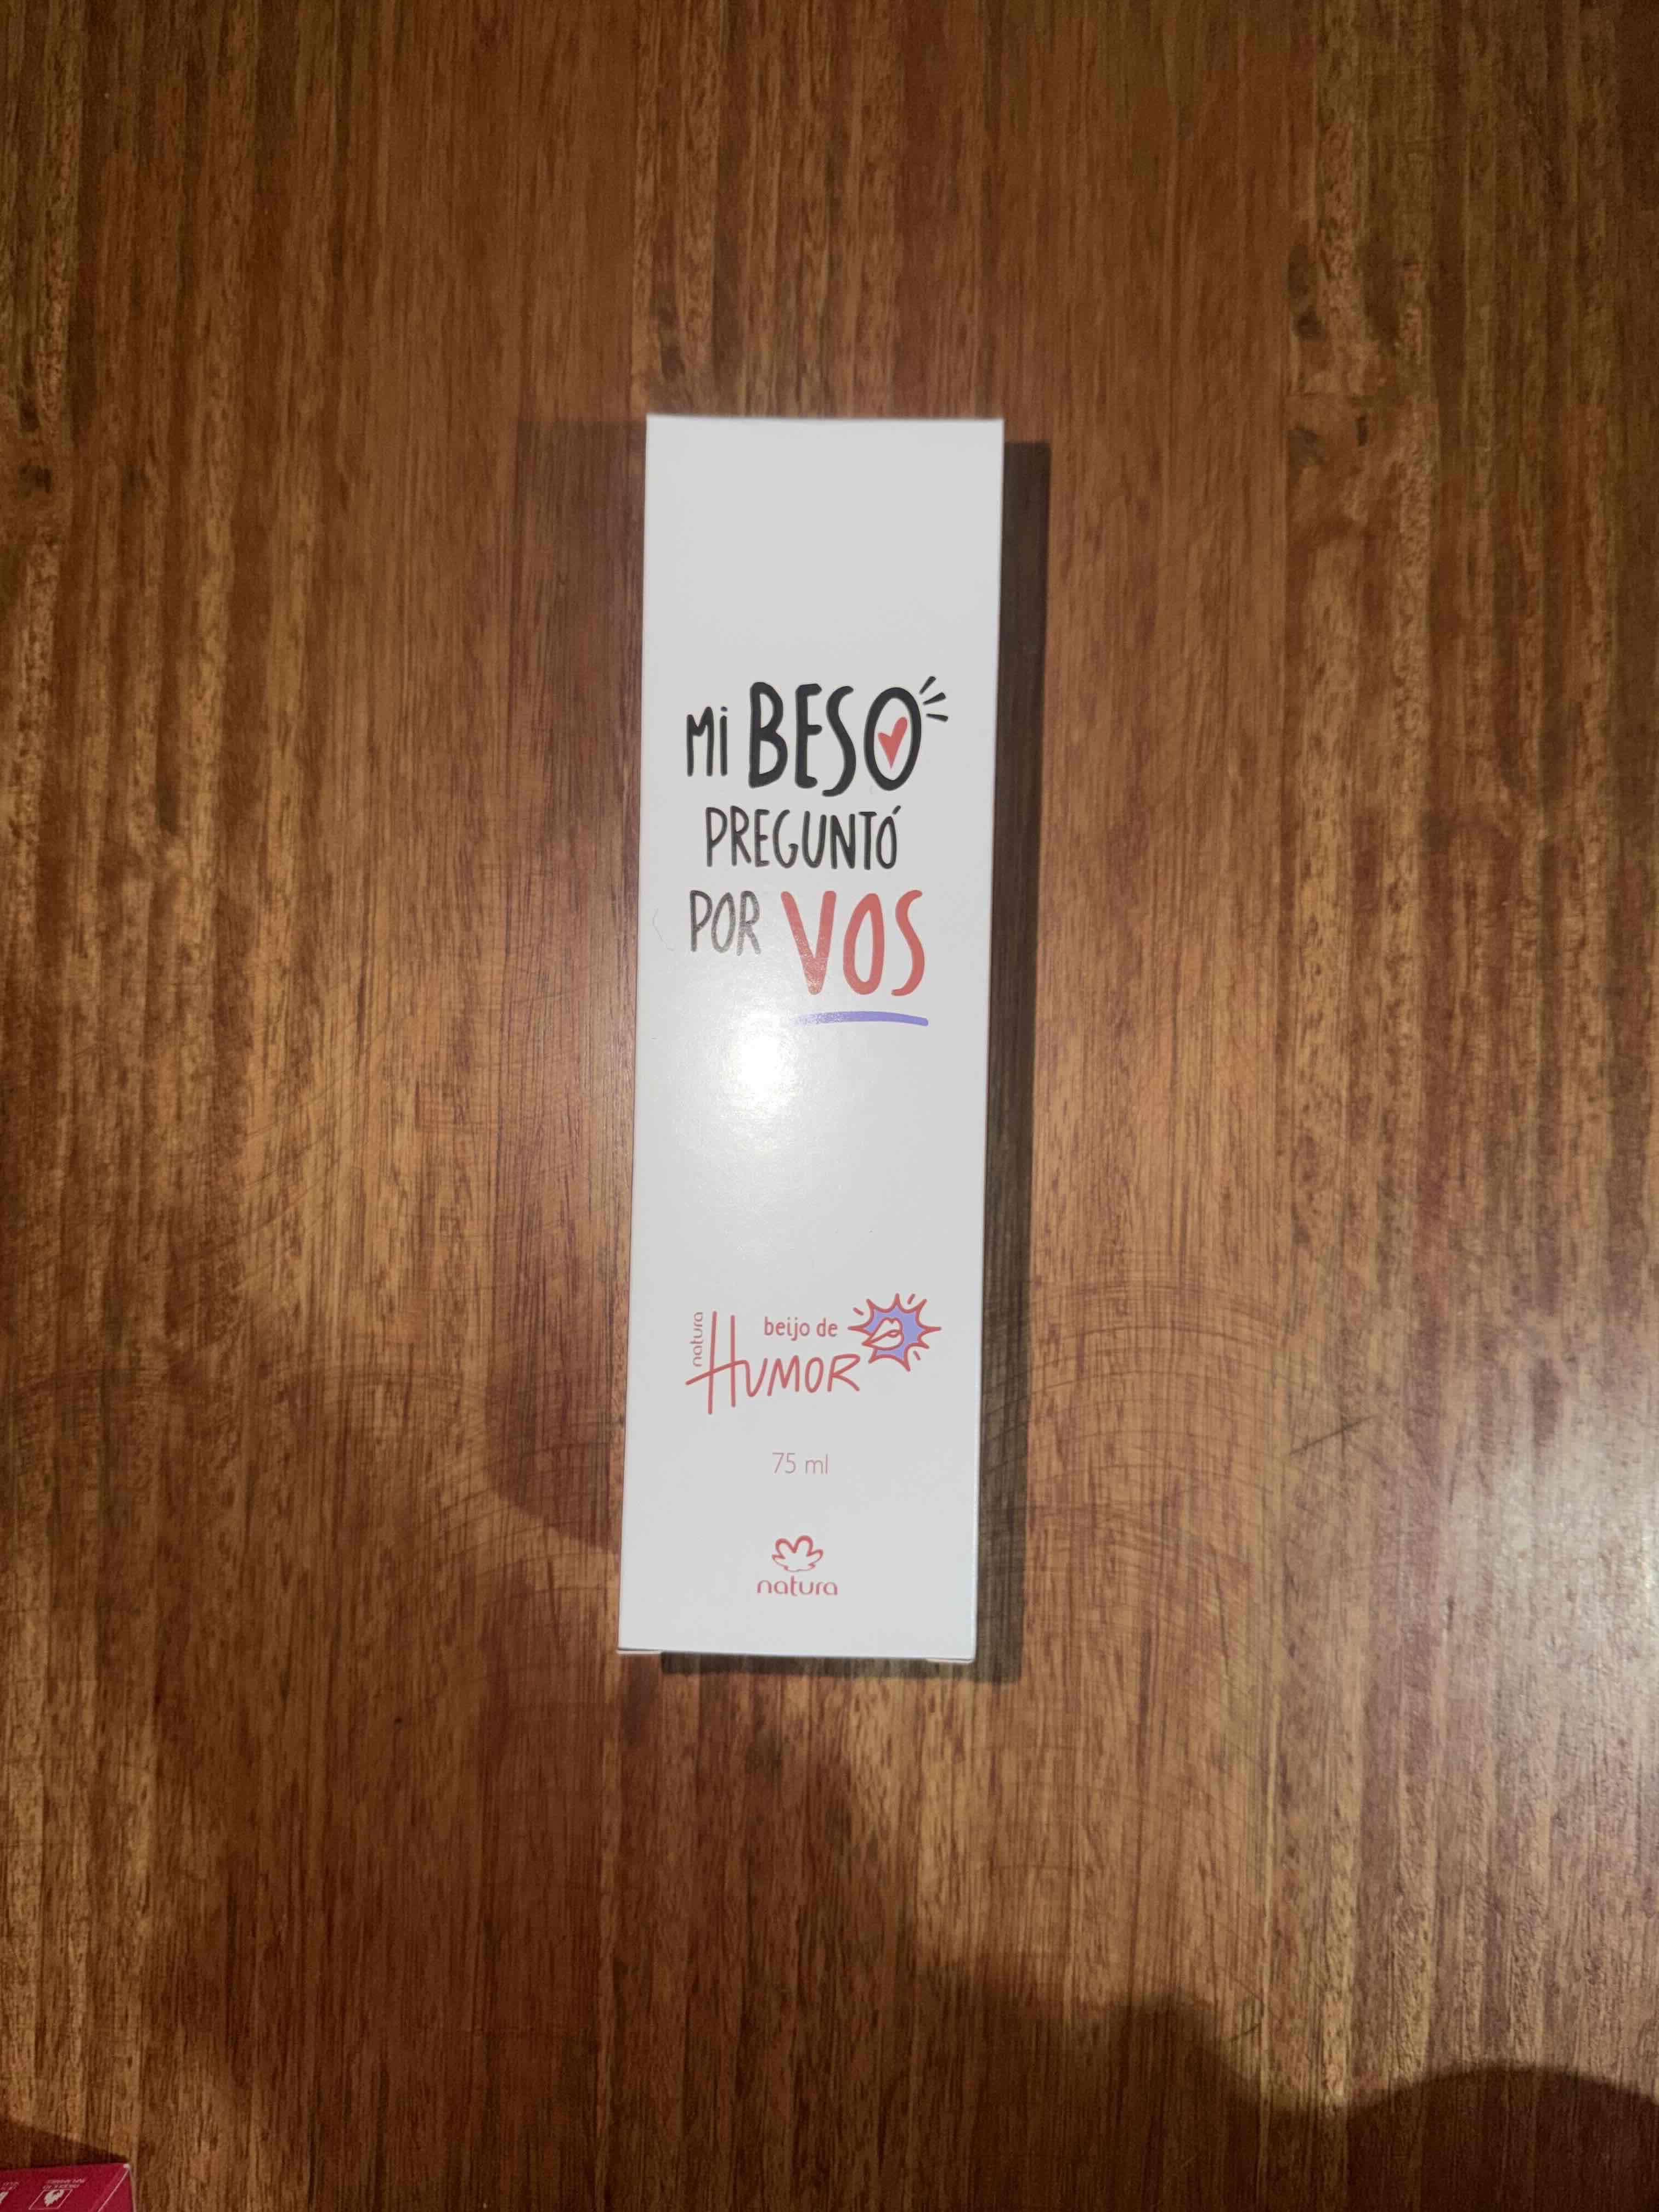 Mi BESO
PREGUNTÓ
POR VOS
natura
beijo de
HUMOR
75 ml
natura